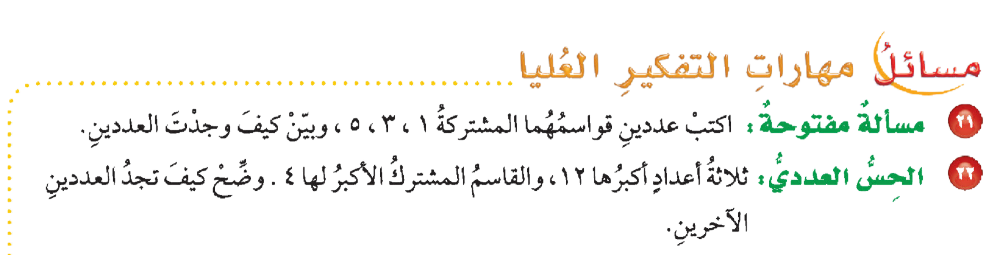 مسائلُ مهاراتِ التفكيرِ العُليا
٢١ مسألةٌ مفتوحةٌ: اكتبْ عددينِ قواسمُهُما المشتركةُ ١ ، ٣ ، ٥ ، وبيّنْ كيفَ وجدْتَ العددينِ.
٢٢ الحِسُّ العدديُّ: ثلاثةُ أعدادٍ أكبرُها ١٢، والقاسمُ المشتركُ الأكبرُ لها ٤ . وضِّحْ كيفَ تجدُ العددينِ
الآخرينِ.